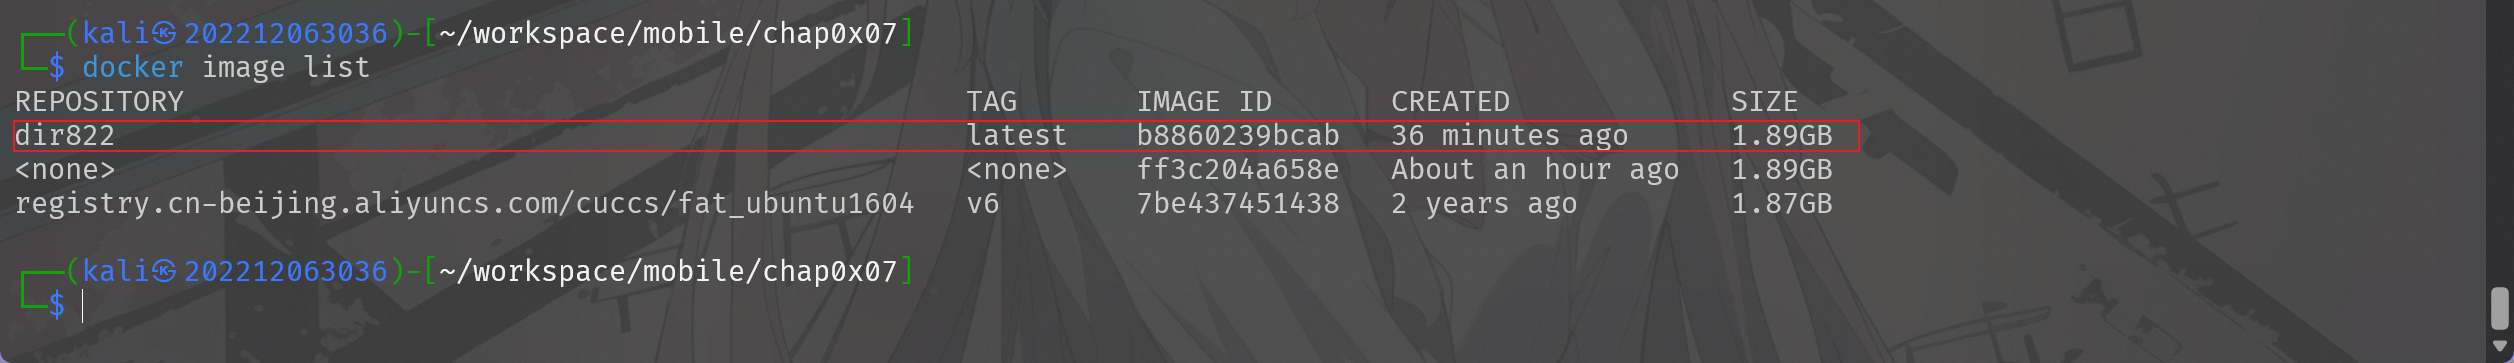 ┌──(kali㉿202212063036)-[~/workspace/mobile/chap0x07]
└─$ docker image list
REPOSITORY TAG IMAGE ID CREATED SIZE
dir822 latest b8860239bcab 36 minutes ago 1.89GB
<none> <none> ff3c204a658e About an hour ago 1.89GB
registry.cn-beijing.aliyuncs.com/cuccs/fat_ubuntu1604 v6 7be437451438 2 years ago 1.87GB
┌──(kali㉿202212063036)-[~/workspace/mobile/chap0x07]
└─$